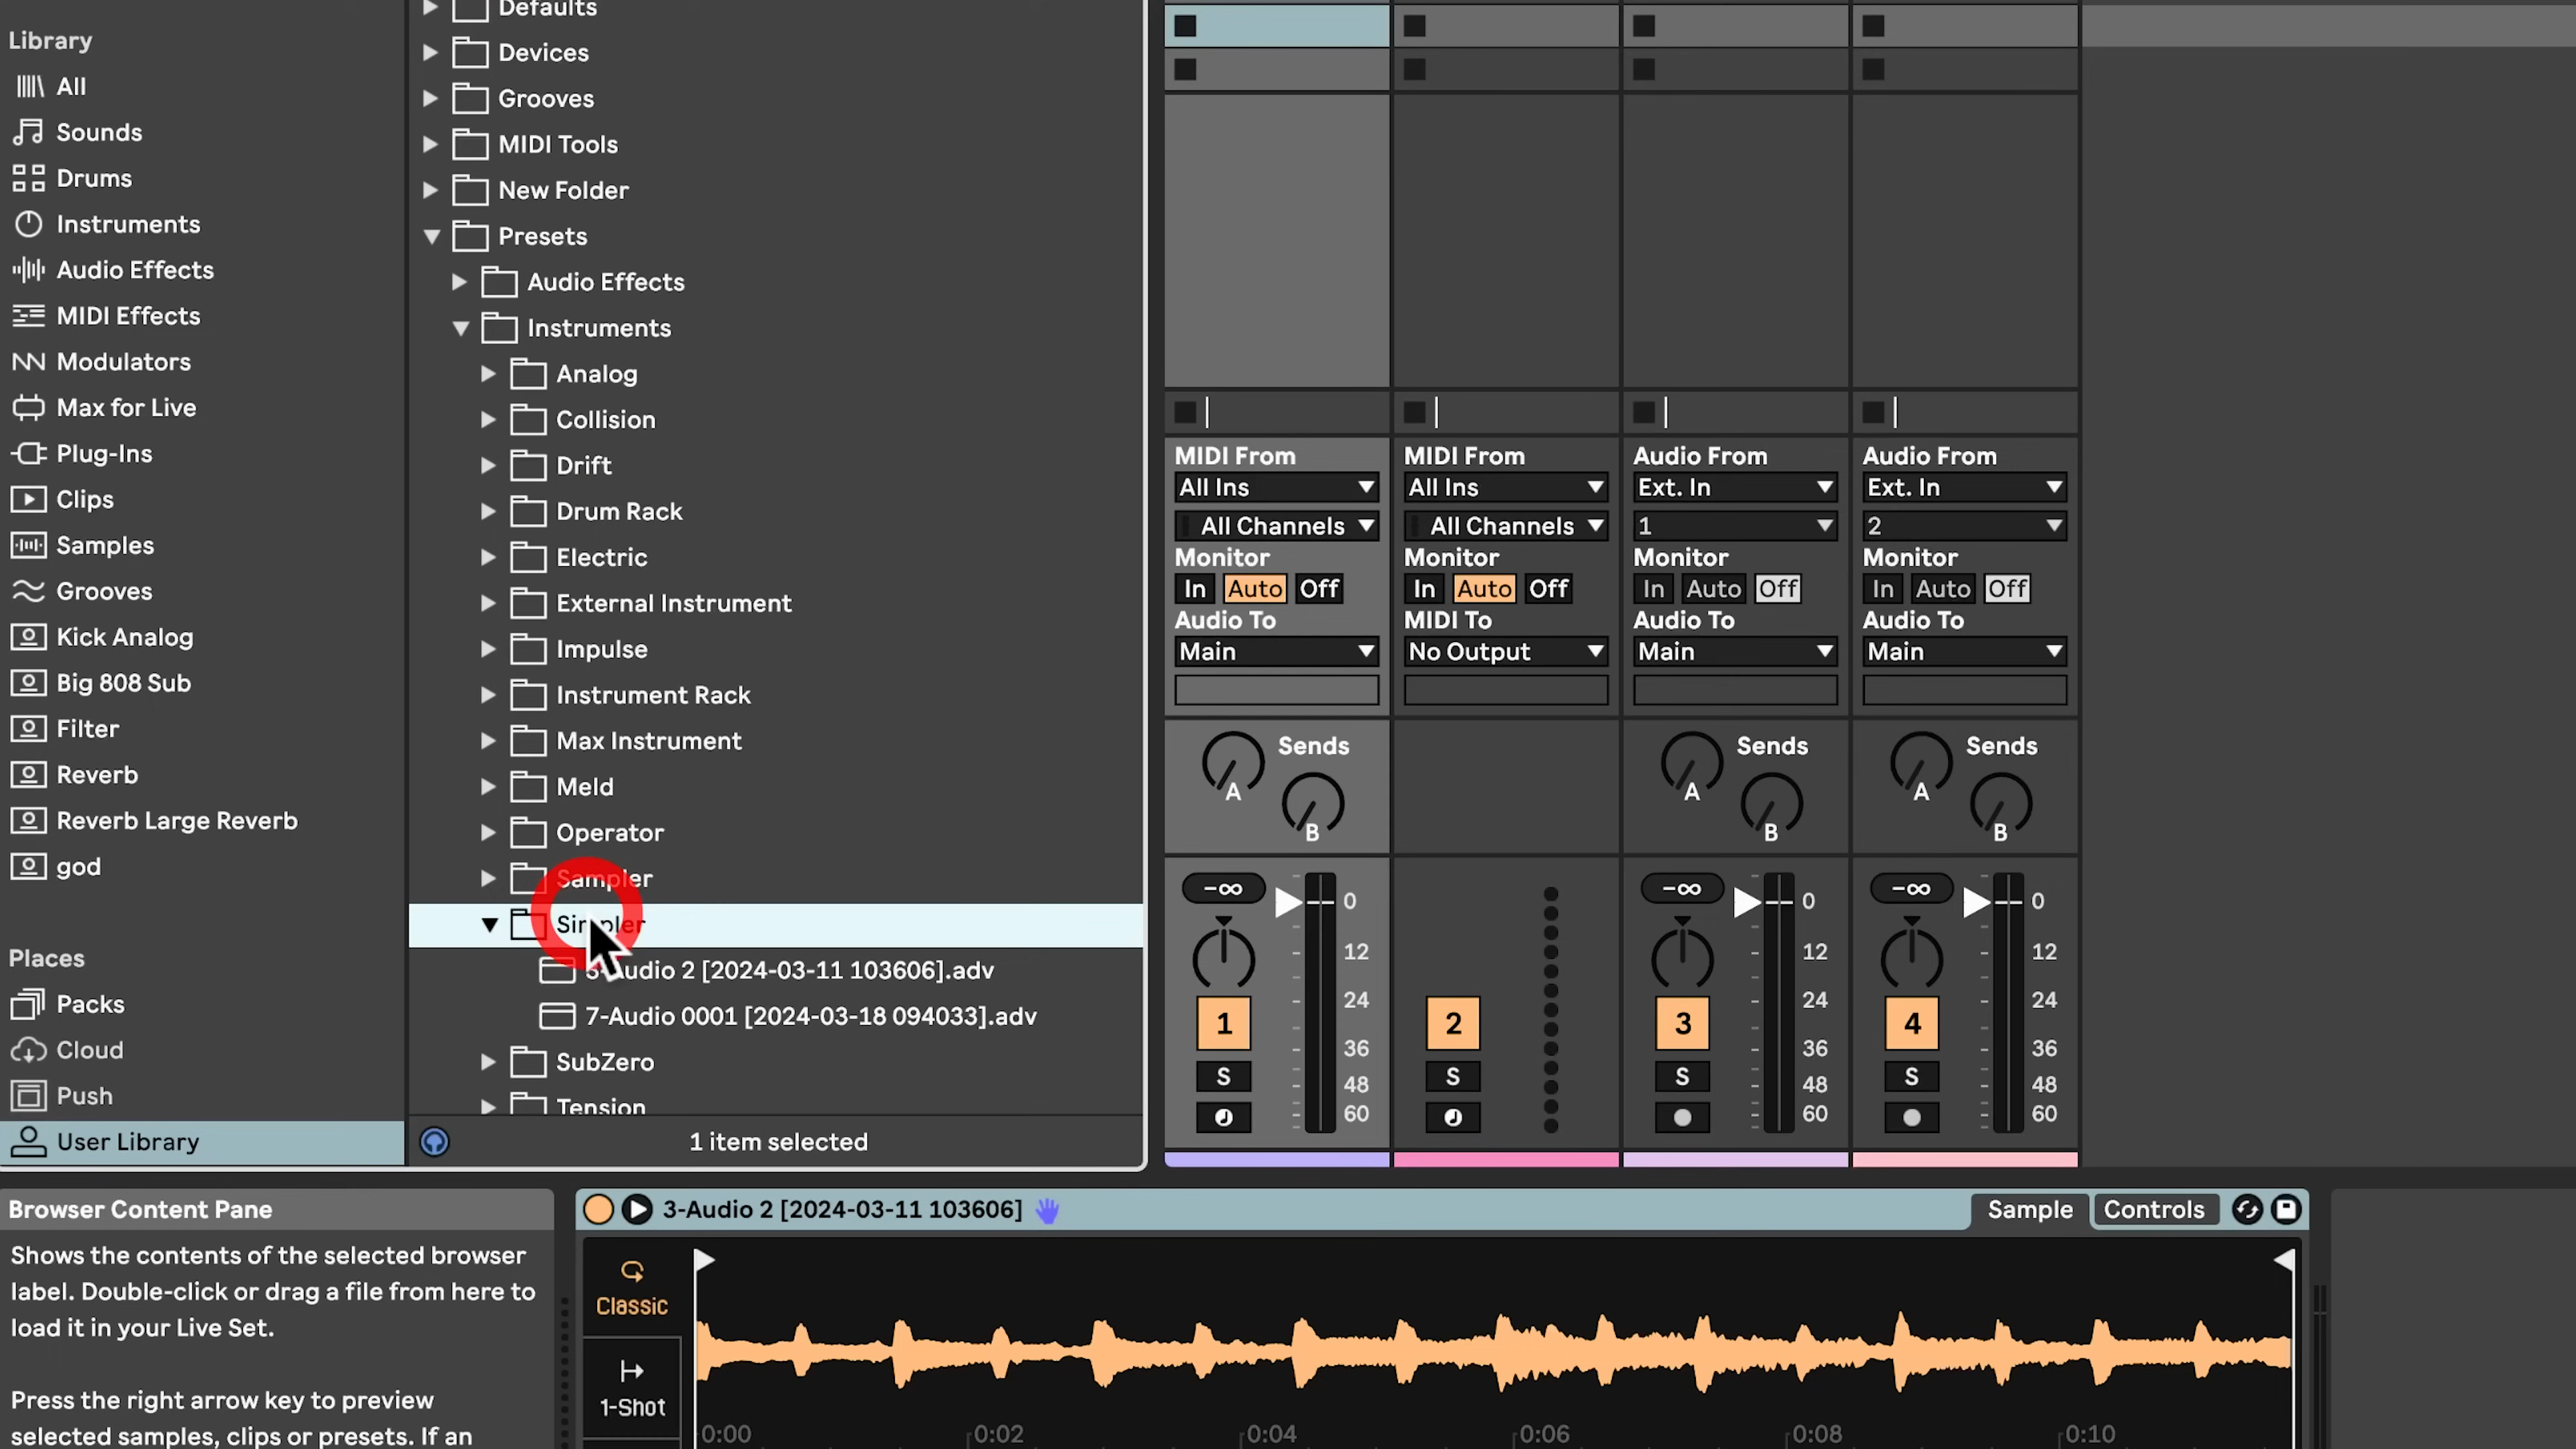 Library
All
Sounds
Drums
Instruments
Audio Effects
MIDI Effects
Modulators
Max for Live
Plug-Ins
Clips
Samples
Grooves
Kick Analog
Big 808 Sub
Filter
Reverb
Reverb Large Reverb
god
Places
Packs
Cloud
Push
User Library
Defaults
Devices
Grooves
MIDI Tools
New Folder
Presets
Audio Effects
Instruments
Analog
Collision
Drift
Drum Rack
Electric
External Instrument
Impulse
Instrument Rack
Max Instrument
Meld
Operator
Sampler
Simpler
3-Audio 2 [2024-03-11 103606].adv
7-Audio 0001 [2024-03-18 094033].adv
SubZero
Tension
1 item selected
MIDI From
All Ins
All Channels
Monitor
In Auto Off
Audio To
Main
Sends
A
B
-∞
0
12
24
36
48
60
1
S
MIDI From
All Ins
All Channels
Monitor
In Auto Off
MIDI To
No Output
2
S
Audio From
Ext. In
1
Monitor
In Auto Off
Audio To
Main
Sends
A
B
-∞
0
12
24
36
48
60
3
S
Audio From
Ext. In
2
Monitor
In Auto Off
Audio To
Main
Sends
A
B
-∞
0
12
24
36
48
60
4
S
Browser Content Pane
Shows the contents of the selected browser
label. Double-click or drag a file from here to
load it in your Live Set.
Press the right arrow key to preview
selected samples, clips or presets. If an
3-Audio 2 [2024-03-11 103606]
Sample Controls
Classic
1-Shot
0:00 0:02 0:04 0:06 0:08 0:10